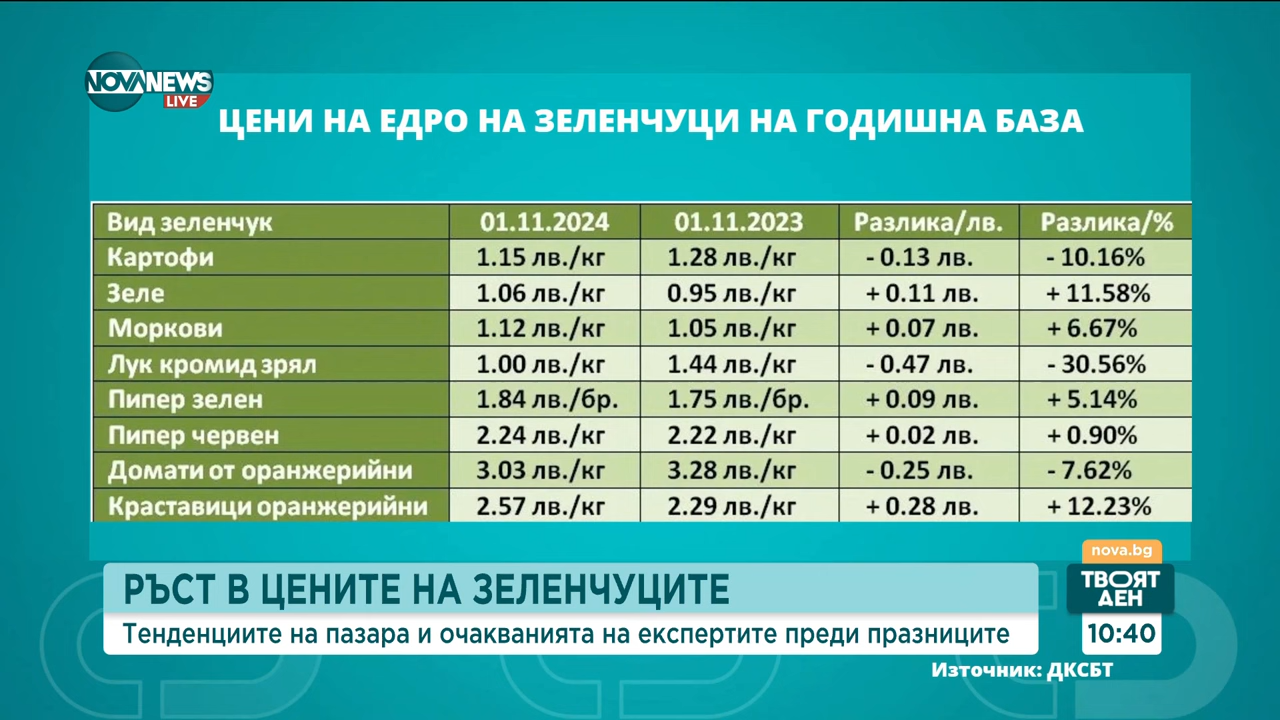 NOVANEWS
LIVE
ЦЕНИ НА ЕДРО НА ЗЕЛЕНЧУЦИ НА ГОДИШНА БАЗА
Вид зеленчук 01.11.2024 01.11.2023 Разлика/лв. Разлика/%
Картофи 1.15 лв./кг 1.28 лв./кг - 0.13 лв. - 10.16%
Зеле 1.06 лв./кг 0.95 лв./кг + 0.11 лв. + 11.58%
Моркови 1.12 лв./кг 1.05 лв./кг + 0.07 лв. + 6.67%
Лук кромид зрял 1.00 лв./кг 1.44 лв./кг - 0.47 лв. - 30.56%
Пипер зелен 1.84 лв./бр. 1.75 лв./бр. + 0.09 лв. + 5.14%
Пипер червен 2.24 лв./кг 2.22 лв./кг + 0.02 лв. + 0.90%
Домати от оранжерийни 3.03 лв./кг 3.28 лв./кг - 0.25 лв. - 7.62%
Краставици оранжерийни 2.57 лв./кг 2.29 лв./кг + 0.28 лв. + 12.23%
РЪСТ В ЦЕНИТЕ НА ЗЕЛЕНЧУЦИТЕ
Тенденциите на пазара и очакванията на експертите преди празниците
nova.bg
ТВОЯТ
ДЕН
10:40
Източник: ДКСБТ